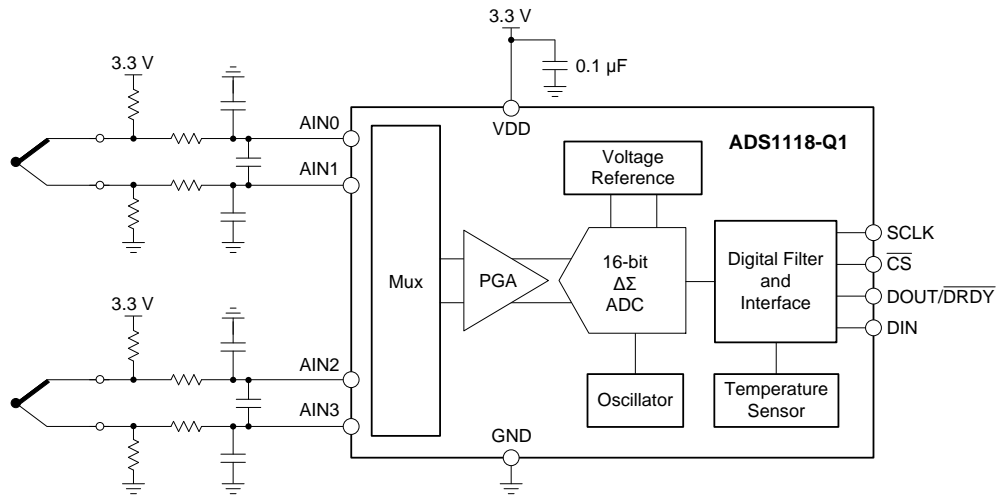 3.3 V
0.1 µF
3.3 V
VDD
ADS1118-Q1
AIN0
AIN1
Voltage
Reference
Mux
PGA
16-bit
ΔΣ
ADC
Digital Filter
and
Interface
SCLK
CS
DOUT/DRDY
DIN
3.3 V
AIN2
AIN3
Oscillator
Temperature
Sensor
GND